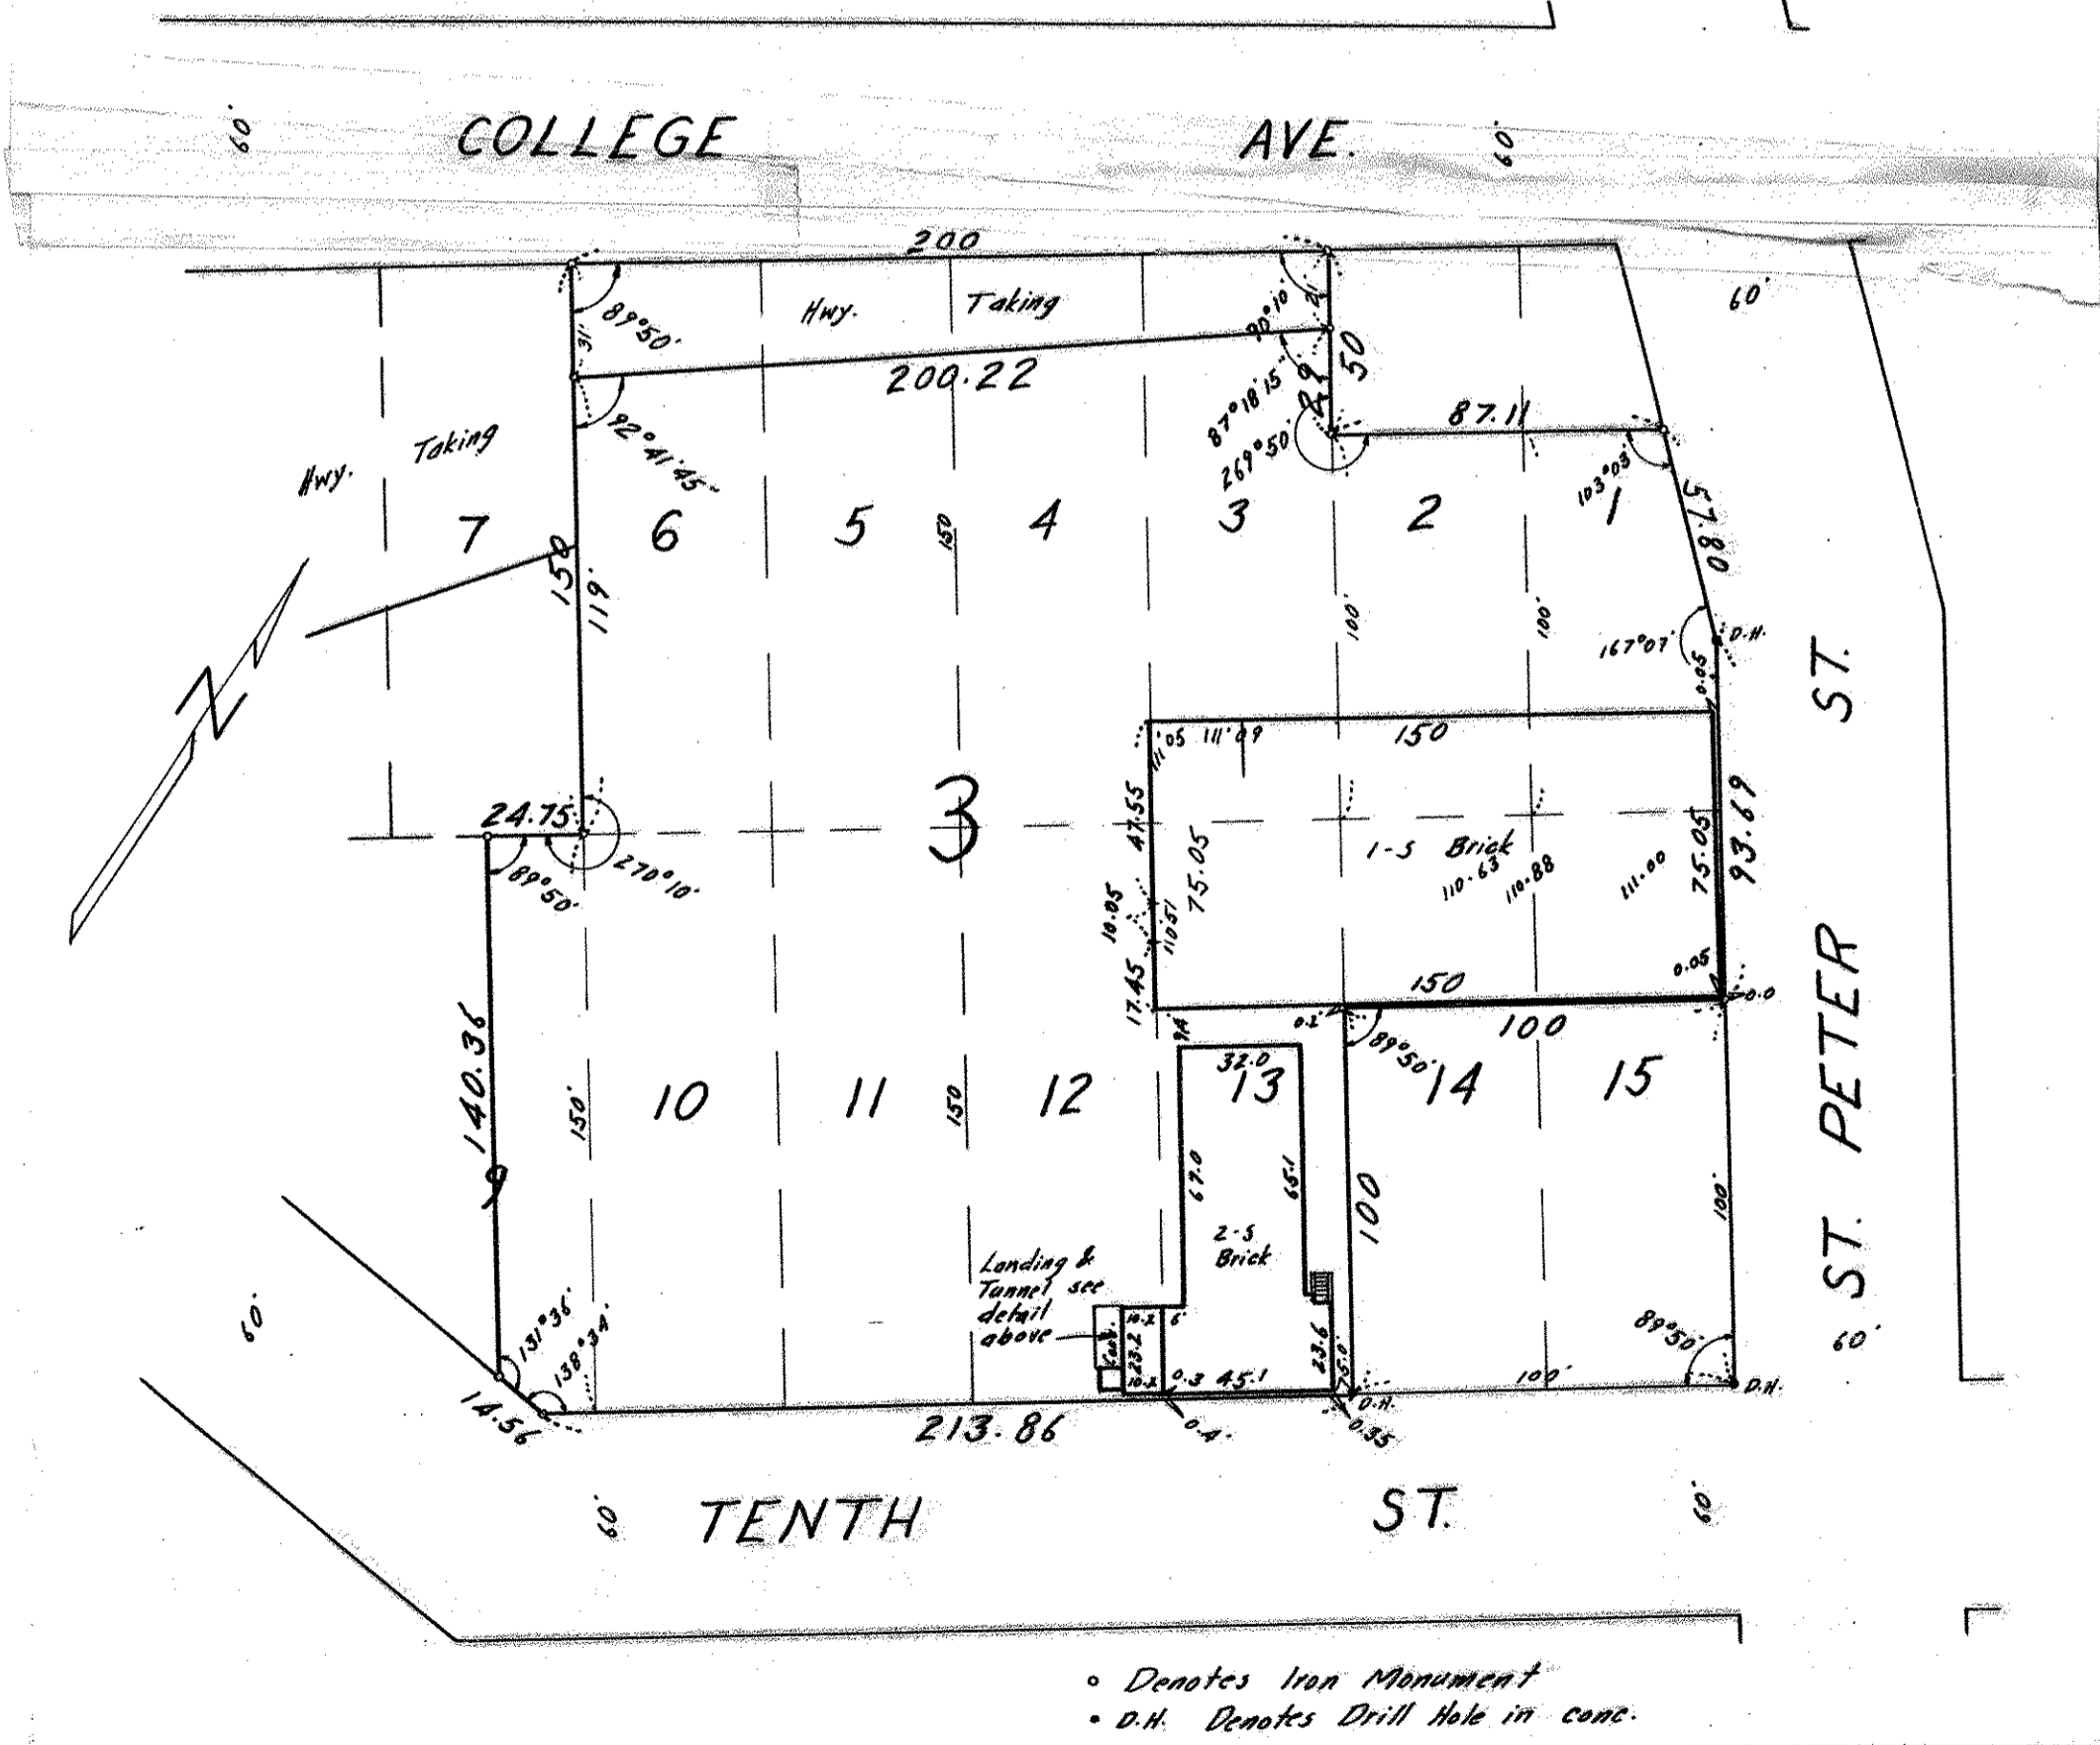 COLLEGE AVE.
60'
60'
200
60'
Hwy. Taking
89°50'
90°10'
21'
31'
200.22
50
29
87°18'15"
87.11
Hwy. Taking
92°41'45"
269°50'
103°03'
7 6 5 4 3 2 1
150
150
119'
57.80
100'
100'
167°07'
D.H.
0.05
N
ST.
150
111.05 111.09
47.55
75.05
24.75
3
1-S Brick
110.63 110.88 111.00
75.05
93.69
89°50'
270°10'
10.05
110.51
17.45
150
0.05
0.0
9.4
0.2
100
89°50'
140.36
32.0
10 11 12 13 14 15
150'
150
9
67.0
65.1
100
100'
PETER
ST.
2-S
Brick
Landing &
Tunnel see
detail
above
10.2 6'
23.2
Conc.
10.2
23.6
5.0'
89°50'
60'
60'
131°36'
138°34'
14.56
0.3 45.1
100'
D.H.
D.H.
213.86
0.4
0.35
60'
TENTH ST.
60'
° Denotes Iron Monument
• D.H. Denotes Drill Hole in conc.